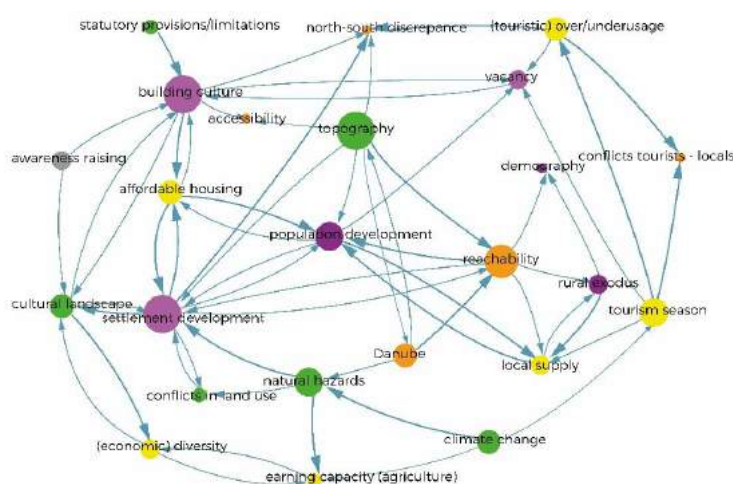 statutory provisions/limitations
north-south discrepance
(touristic) over/underusage
building culture
vacancy
accessibility
topography
awareness raising
demography
conflicts tourists - locals
affordable housing
population development
reachability
rural exodus
cultural landscape
settlement development
tourism season
Danube
local supply
natural hazards
conflicts in land use
climate change
(economic) diversity
earning capacity (agriculture)